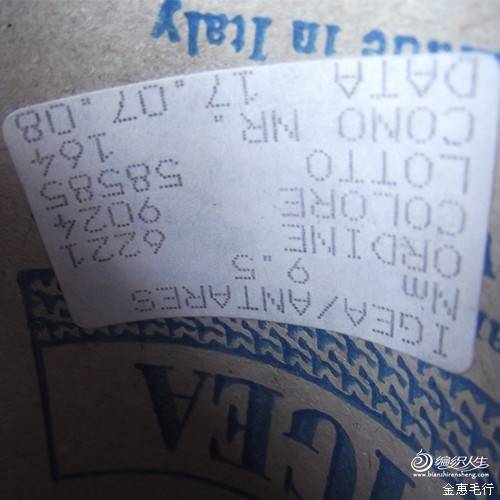 IGEA/ANTARES
Nm 9.5
ORDINE 6221
COLORE 9024
LOTTO 58585
CONO NR. 164
DATA 17.07.08
IGEA
Made in Italy
编织人生
www.bianzhirensheng.com
金惠毛行